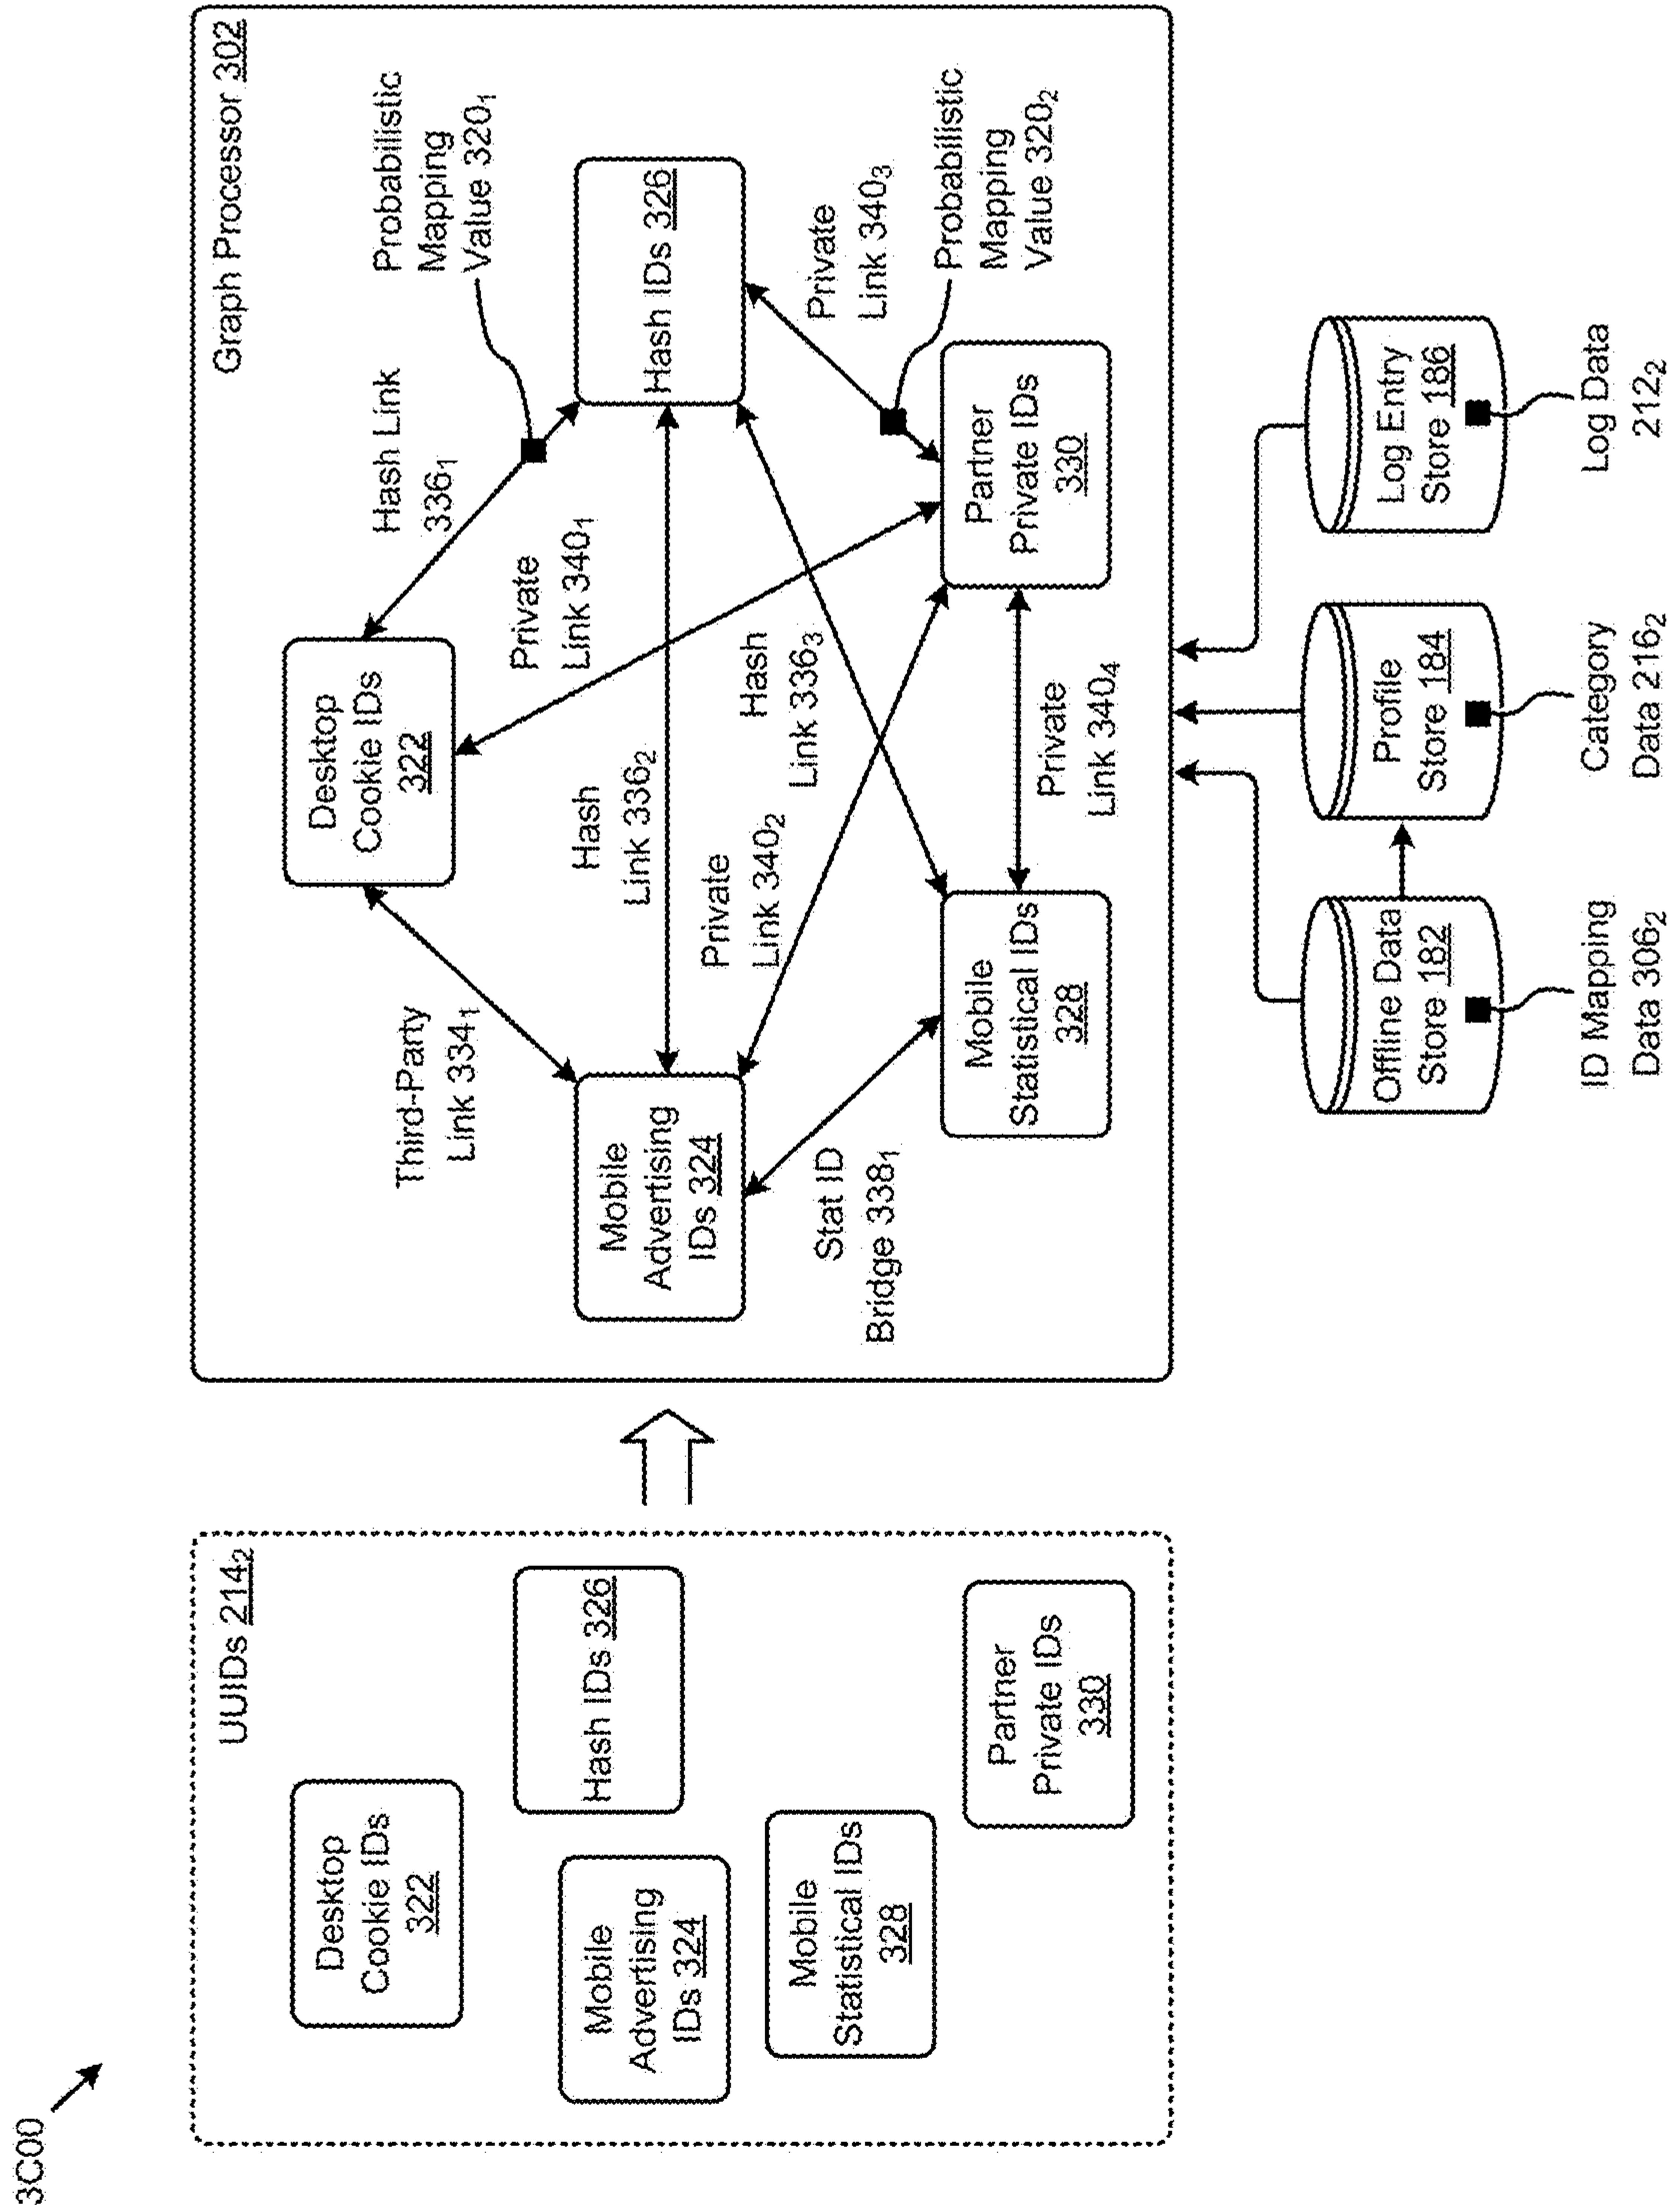 3C00
UUIDs 214₂
Desktop
Cookie IDs
322
Hash IDs 326
Mobile
Advertising
IDs 324
Mobile
Statistical IDs
328
Partner
Private IDs
330
Graph Processor 302
Third-Party
Link 334₁
Desktop
Cookie IDs
322
Hash Link
336₁
Probabilistic
Mapping
Value 320₁
Private
Link 340₁
Mobile
Advertising
IDs 324
Hash
Link 336₂
Hash IDs 326
Private
Link 340₂
Hash
Link 336₃
Private
Link 340₃
Stat ID
Bridge 338₁
Probabilistic
Mapping
Value 320₂
Mobile
Statistical IDs
328
Private
Link 340₄
Partner
Private IDs
330
Offline Data
Store 182
Profile
Store 184
Log Entry
Store 186
ID Mapping
Data 306₂
Category
Data 216₂
Log Data
212₂